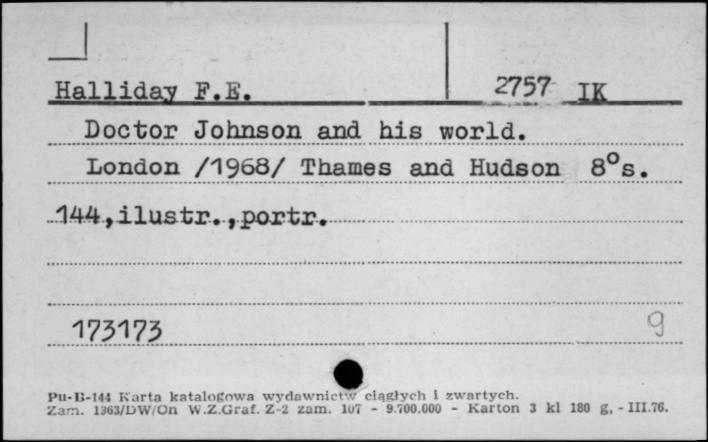 Halliday F.E. 2757 IK
Doctor Johnson and his world.
London /1968/ Thames and Hudson 8°s.
144,ilustr.,portr.
173173 9
Pu-B-144 Karta katalogowa wydawnictw ciągłych i zwartych.
Zam. 1363/DW/On W.Z.Graf. Z-2 zam. 107 - 9.700.000 - Karton 3 kl 180 g. - III.76.